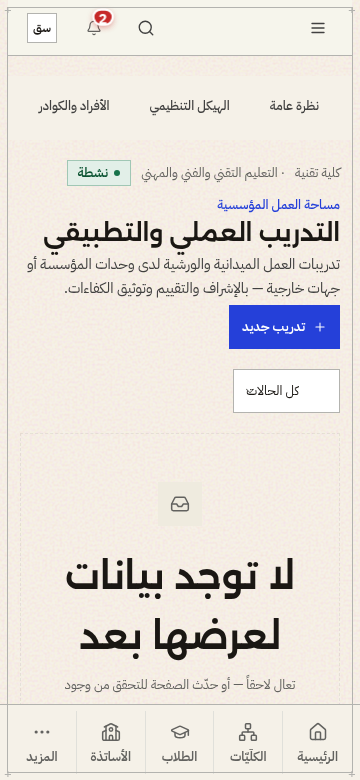 سق
2
نظرة عامة
الهيكل التنظيمي
الأفراد والكوادر
كلية تقنية · التعليم التقني والفني والمهني
نشطة
مساحة العمل المؤسسية
التدريب العملي والتطبيقي
تدريبات العمل الميدانية والورشية لدى وحدات المؤسسة أو
جهات خارجية — بالإشراف والتقييم وتوثيق الكفاءات.
تدريب جديد
كل الحالات
لا توجد بيانات
لعرضها بعد
تعال لاحقاً — أو حدّث الصفحة للتحقق من وجود
الرئيسية
الكليّات
الطلاب
الأساتذة
المزيد